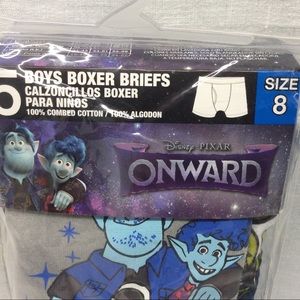 5
BOYS BOXER BRIEFS
CALZONCILLOS BOXER
PARA NIÑOS
100% COMBED COTTON / 100% ALGODON
SIZE
8
Disney · PIXAR
ONWARD